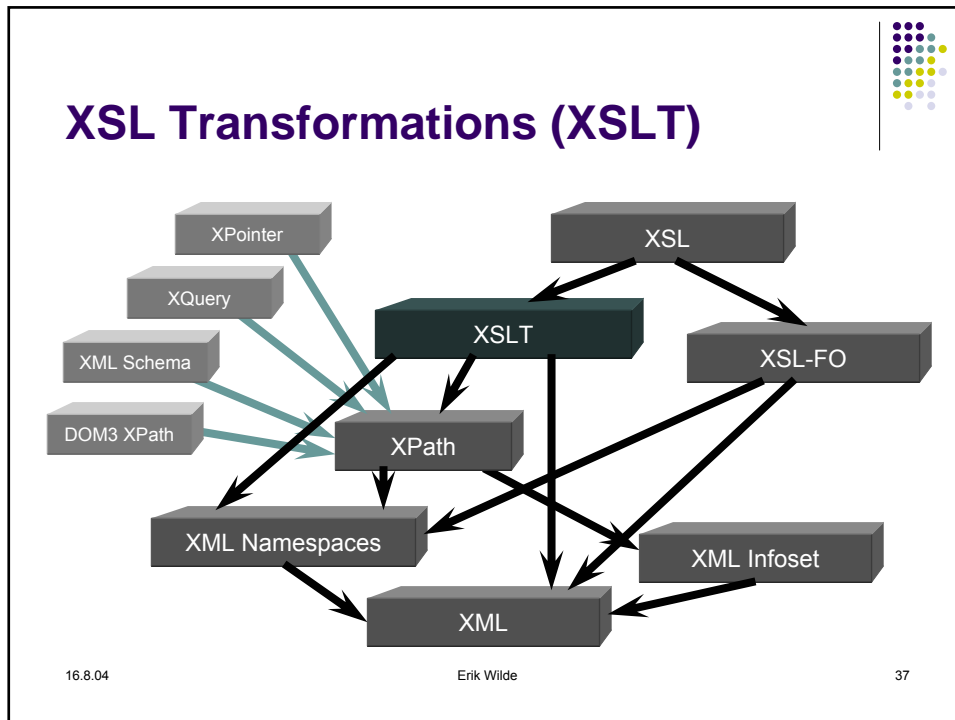 XSL Transformations (XSLT)
XPointer
XSL
XQuery
XSLT
XML Schema
XSL-FO
DOM3 XPath
XPath
XML Namespaces
XML Infoset
XML
16.8.04
Erik Wilde
37